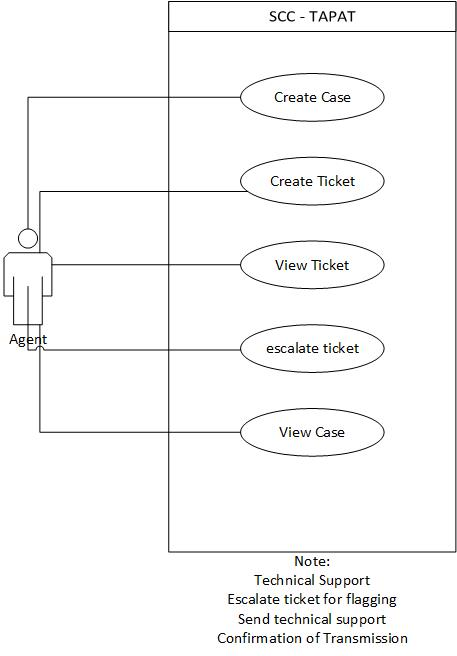 SCC - TAPAT
Create Case
Create Ticket
View Ticket
Agent
escalate ticket
View Case
Note:
Technical Support
Escalate ticket for flagging
Send technical support
Confirmation of Transmission